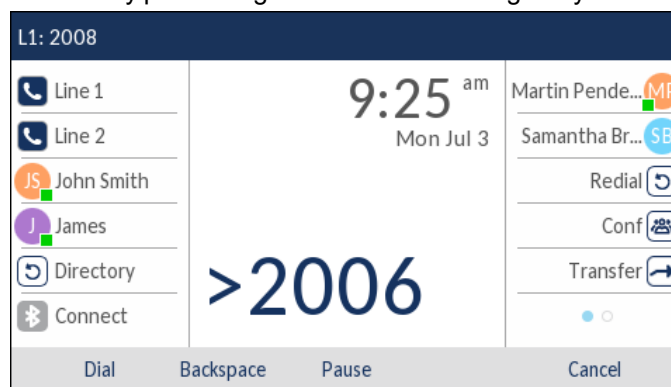 L1: 2008
Line 1
Line 2
JS John Smith
J James
Directory
Connect
9:25 am
Mon Jul 3
>2006
Martin Pende... MP
Samantha Br... SB
Redial
Conf
Transfer
Dial Backspace Pause Cancel